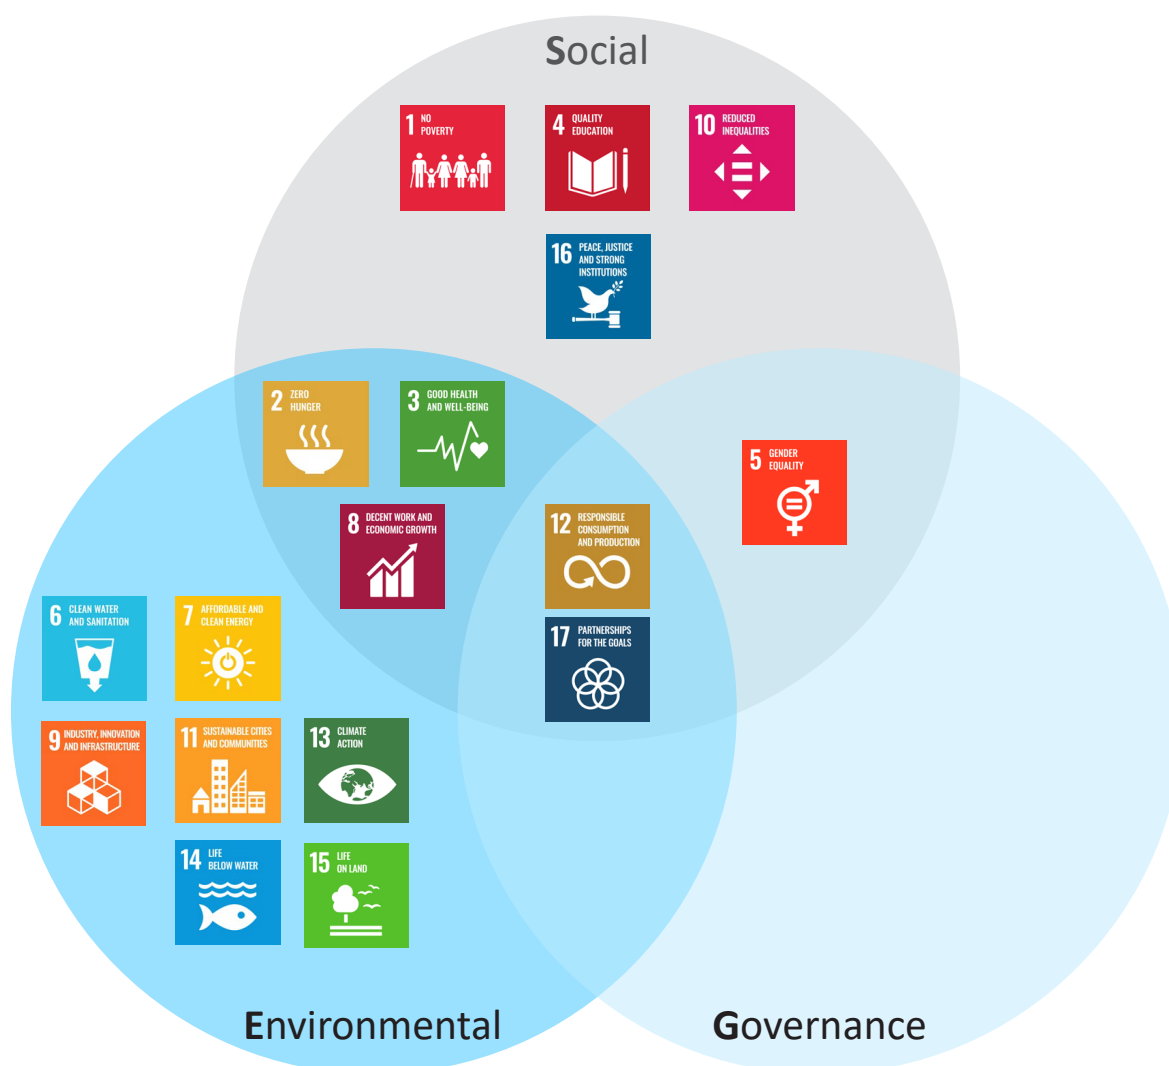 Social
1 NO
POVERTY
4 QUALITY
EDUCATION
10 REDUCED
INEQUALITIES
16 PEACE, JUSTICE
AND STRONG
INSTITUTIONS
2 ZERO
HUNGER
3 GOOD HEALTH
AND WELL-BEING
5 GENDER
EQUALITY
8 DECENT WORK AND
ECONOMIC GROWTH
12 RESPONSIBLE
CONSUMPTION
AND PRODUCTION
6 CLEAN WATER
AND SANITATION
7 AFFORDABLE AND
CLEAN ENERGY
17 PARTNERSHIPS
FOR THE GOALS
9 INDUSTRY, INNOVATION
AND INFRASTRUCTURE
11 SUSTAINABLE CITIES
AND COMMUNITIES
13 CLIMATE
ACTION
14 LIFE
BELOW WATER
15 LIFE
ON LAND
Environmental
Governance